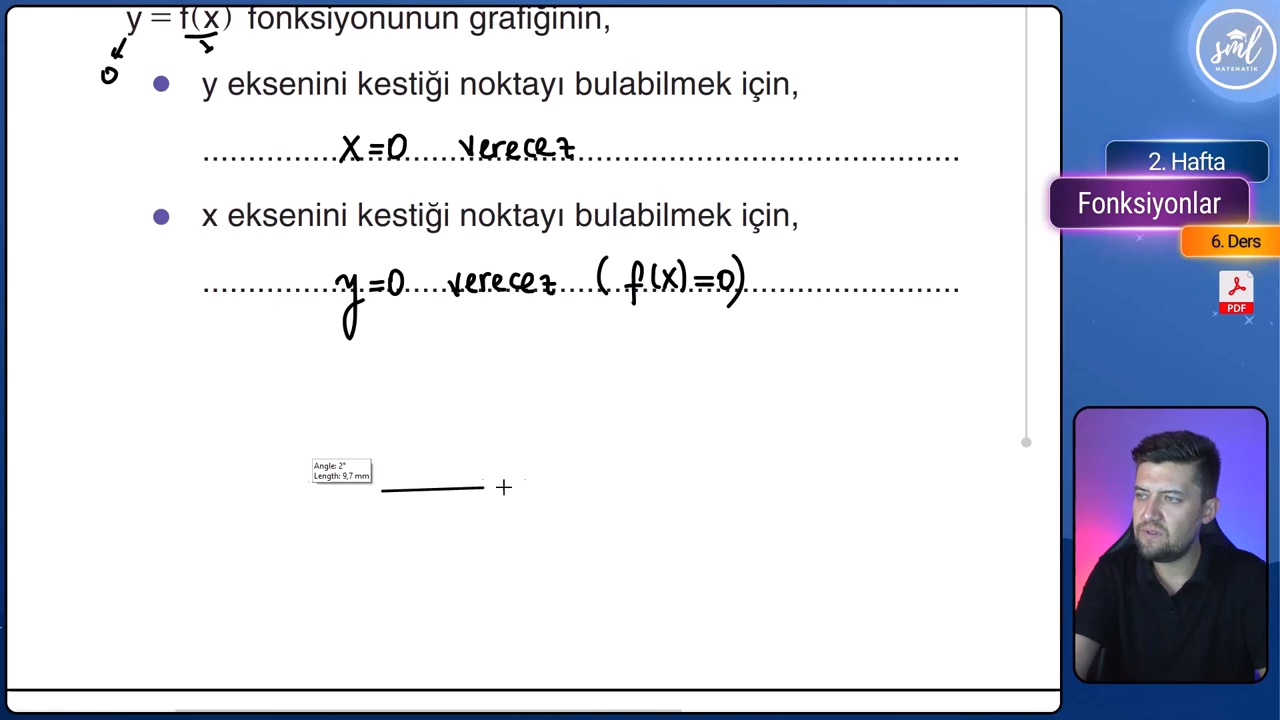 y = f(x) fonksiyonunun grafiğinin,
0
• y eksenini kestiği noktayı bulabilmek için,
x=0 verecez
• x eksenini kestiği noktayı bulabilmek için,
y=0 verecez (f(x)=0)
Angle: 2°
Length: 9,7 mm
sml
MATEMATİK
2. Hafta
Fonksiyonlar
6. Ders
PDF